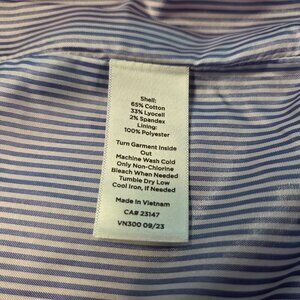 Shell:
65% Cotton
33% Lyocell
2% Spandex
Lining:
100% Polyester
Turn Garment Inside
Out
Machine Wash Cold
Only Non-Chlorine
Bleach When Needed
Tumble Dry Low
Cool Iron, If Needed
Made In Vietnam
CA# 23147
VN300 09/23